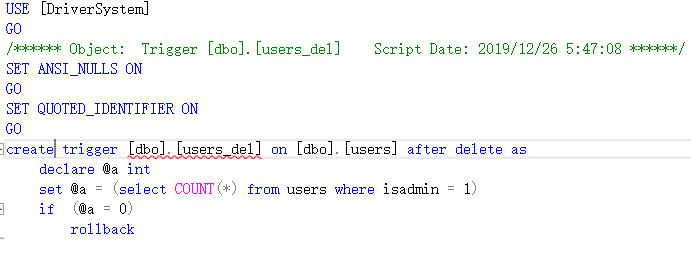 USE [DriverSystem]
GO
/****** Object:  Trigger [dbo].[users_del]    Script Date: 2019/12/26 5:47:08 ******/
SET ANSI_NULLS ON
GO
SET QUOTED_IDENTIFIER ON
GO
create trigger [dbo].[users_del] on [dbo].[users] after delete as
    declare @a int
    set @a = (select COUNT(*) from users where isadmin = 1)
    if  (@a = 0)
        rollback